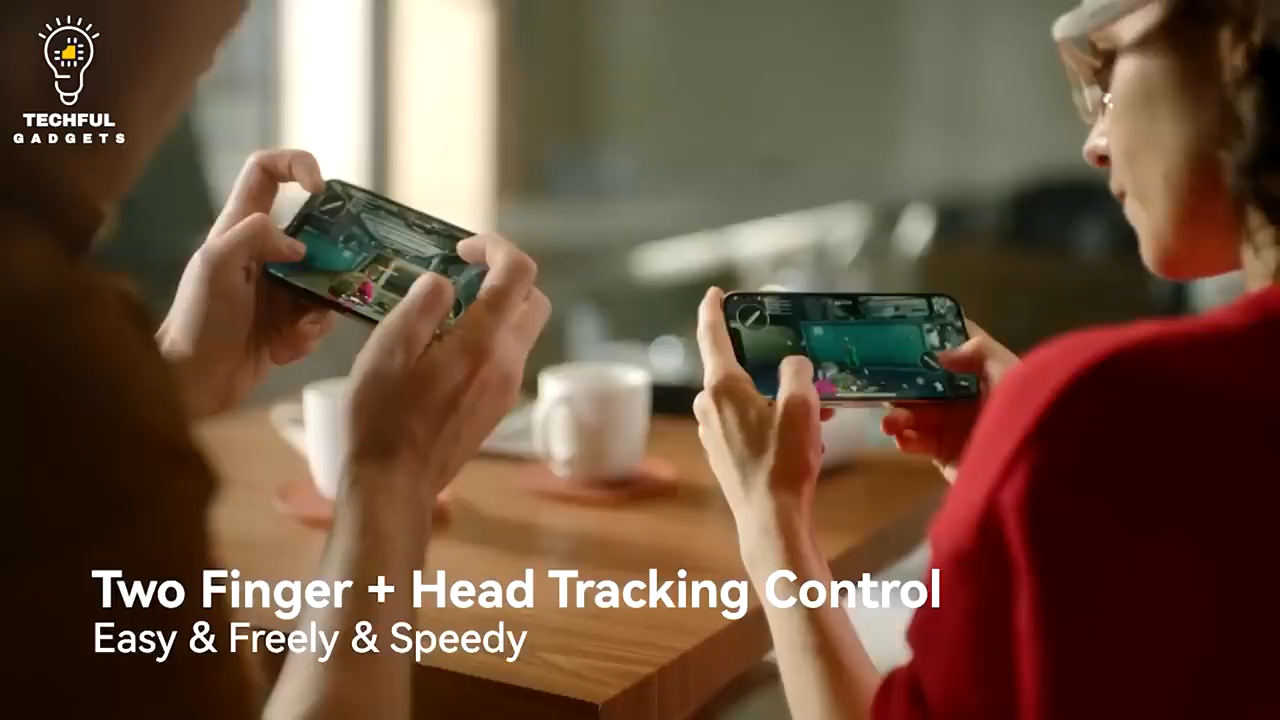 TECHFUL
GADGETS
Two Finger + Head Tracking Control
Easy & Freely & Speedy